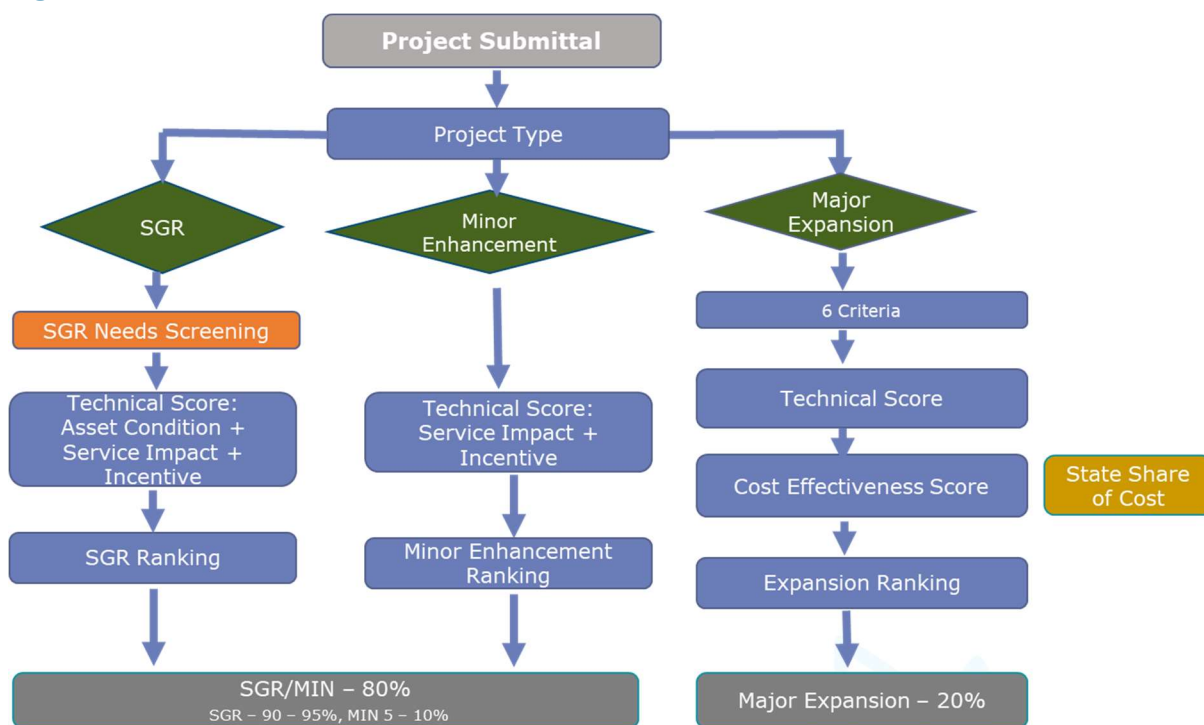 Project Submittal
Project Type
SGR
Minor
Enhancement
Major
Expansion
SGR Needs Screening
6 Criteria
Technical Score:
Asset Condition +
Service Impact +
Incentive
Technical Score:
Service Impact +
Incentive
Technical Score
Cost Effectiveness Score
State Share
of Cost
SGR Ranking
Minor Enhancement
Ranking
Expansion Ranking
SGR/MIN – 80%
SGR – 90 – 95%, MIN 5 – 10%
Major Expansion – 20%